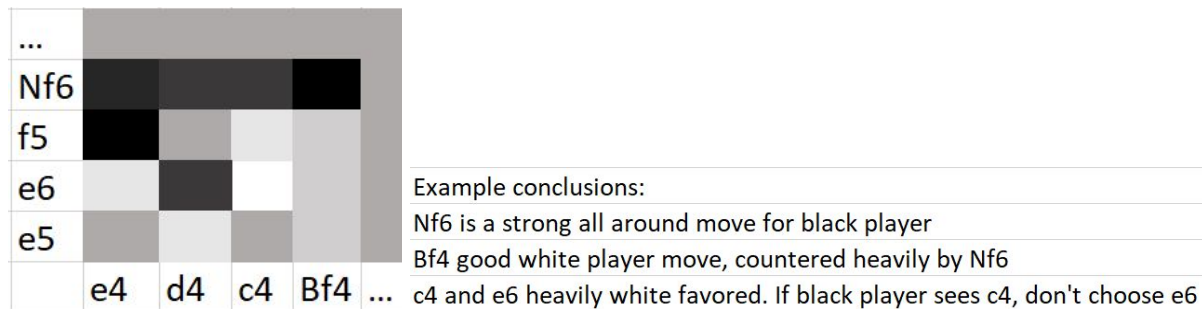 ...
Nf6
f5
e6
e5
e4 d4 c4 Bf4 ...
Example conclusions:
Nf6 is a strong all around move for black player
Bf4 good white player move, countered heavily by Nf6
c4 and e6 heavily white favored. If black player sees c4, don't choose e6